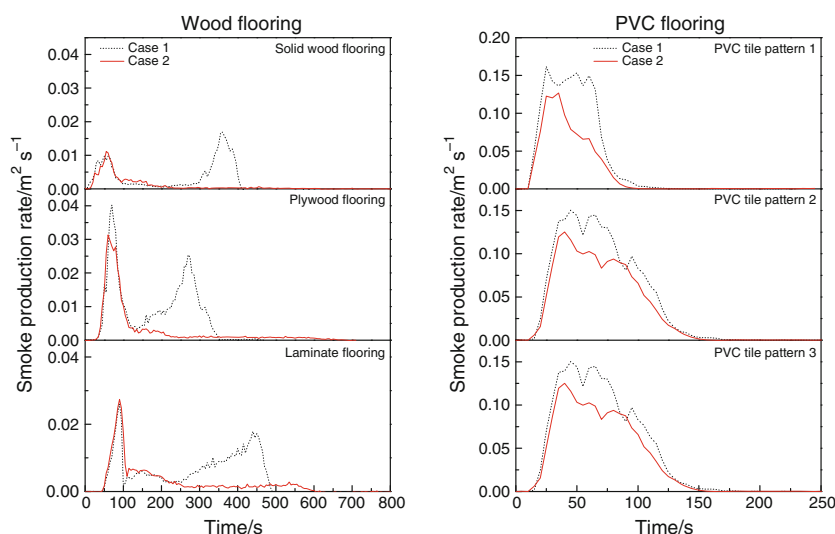 Wood flooring
PVC flooring
Smoke production rate/m² s⁻¹
0.04
0.03
0.02
0.01
0.00
Case 1
Case 2
Solid wood flooring
0.04
0.03
0.02
0.01
0.00
Plywood flooring
0.04
0.02
0.00
Laminate flooring
0 100 200 300 400 500 600 700 800
Time/s
Smoke production rate/m² s⁻¹
0.20
0.15
0.10
0.05
0.00
Case 1
Case 2
PVC tile pattern 1
0.15
0.10
0.05
0.00
PVC tile pattern 2
0.15
0.10
0.05
0.00
PVC tile pattern 3
0 50 100 150 200 250
Time/s